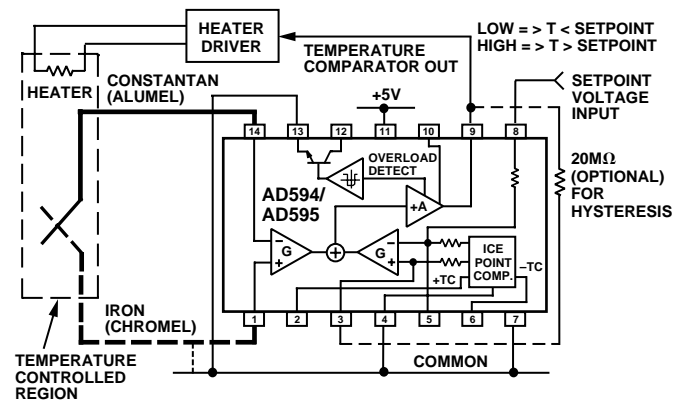 HEATER
DRIVER
LOW = > T < SETPOINT
HIGH = > T > SETPOINT
TEMPERATURE
COMPARATOR OUT
HEATER
CONSTANTAN
(ALUMEL)
+5V
SETPOINT
VOLTAGE
INPUT
14
13
12
11
10
9
8
20MΩ
(OPTIONAL)
FOR
HYSTERESIS
OVERLOAD
DETECT
AD594/
AD595
+A
–
G
+
+
G
–
+
ICE
POINT
COMP.
–TC
+TC
IRON
(CHROMEL)
1
2
3
4
5
6
7
TEMPERATURE
CONTROLLED
REGION
COMMON